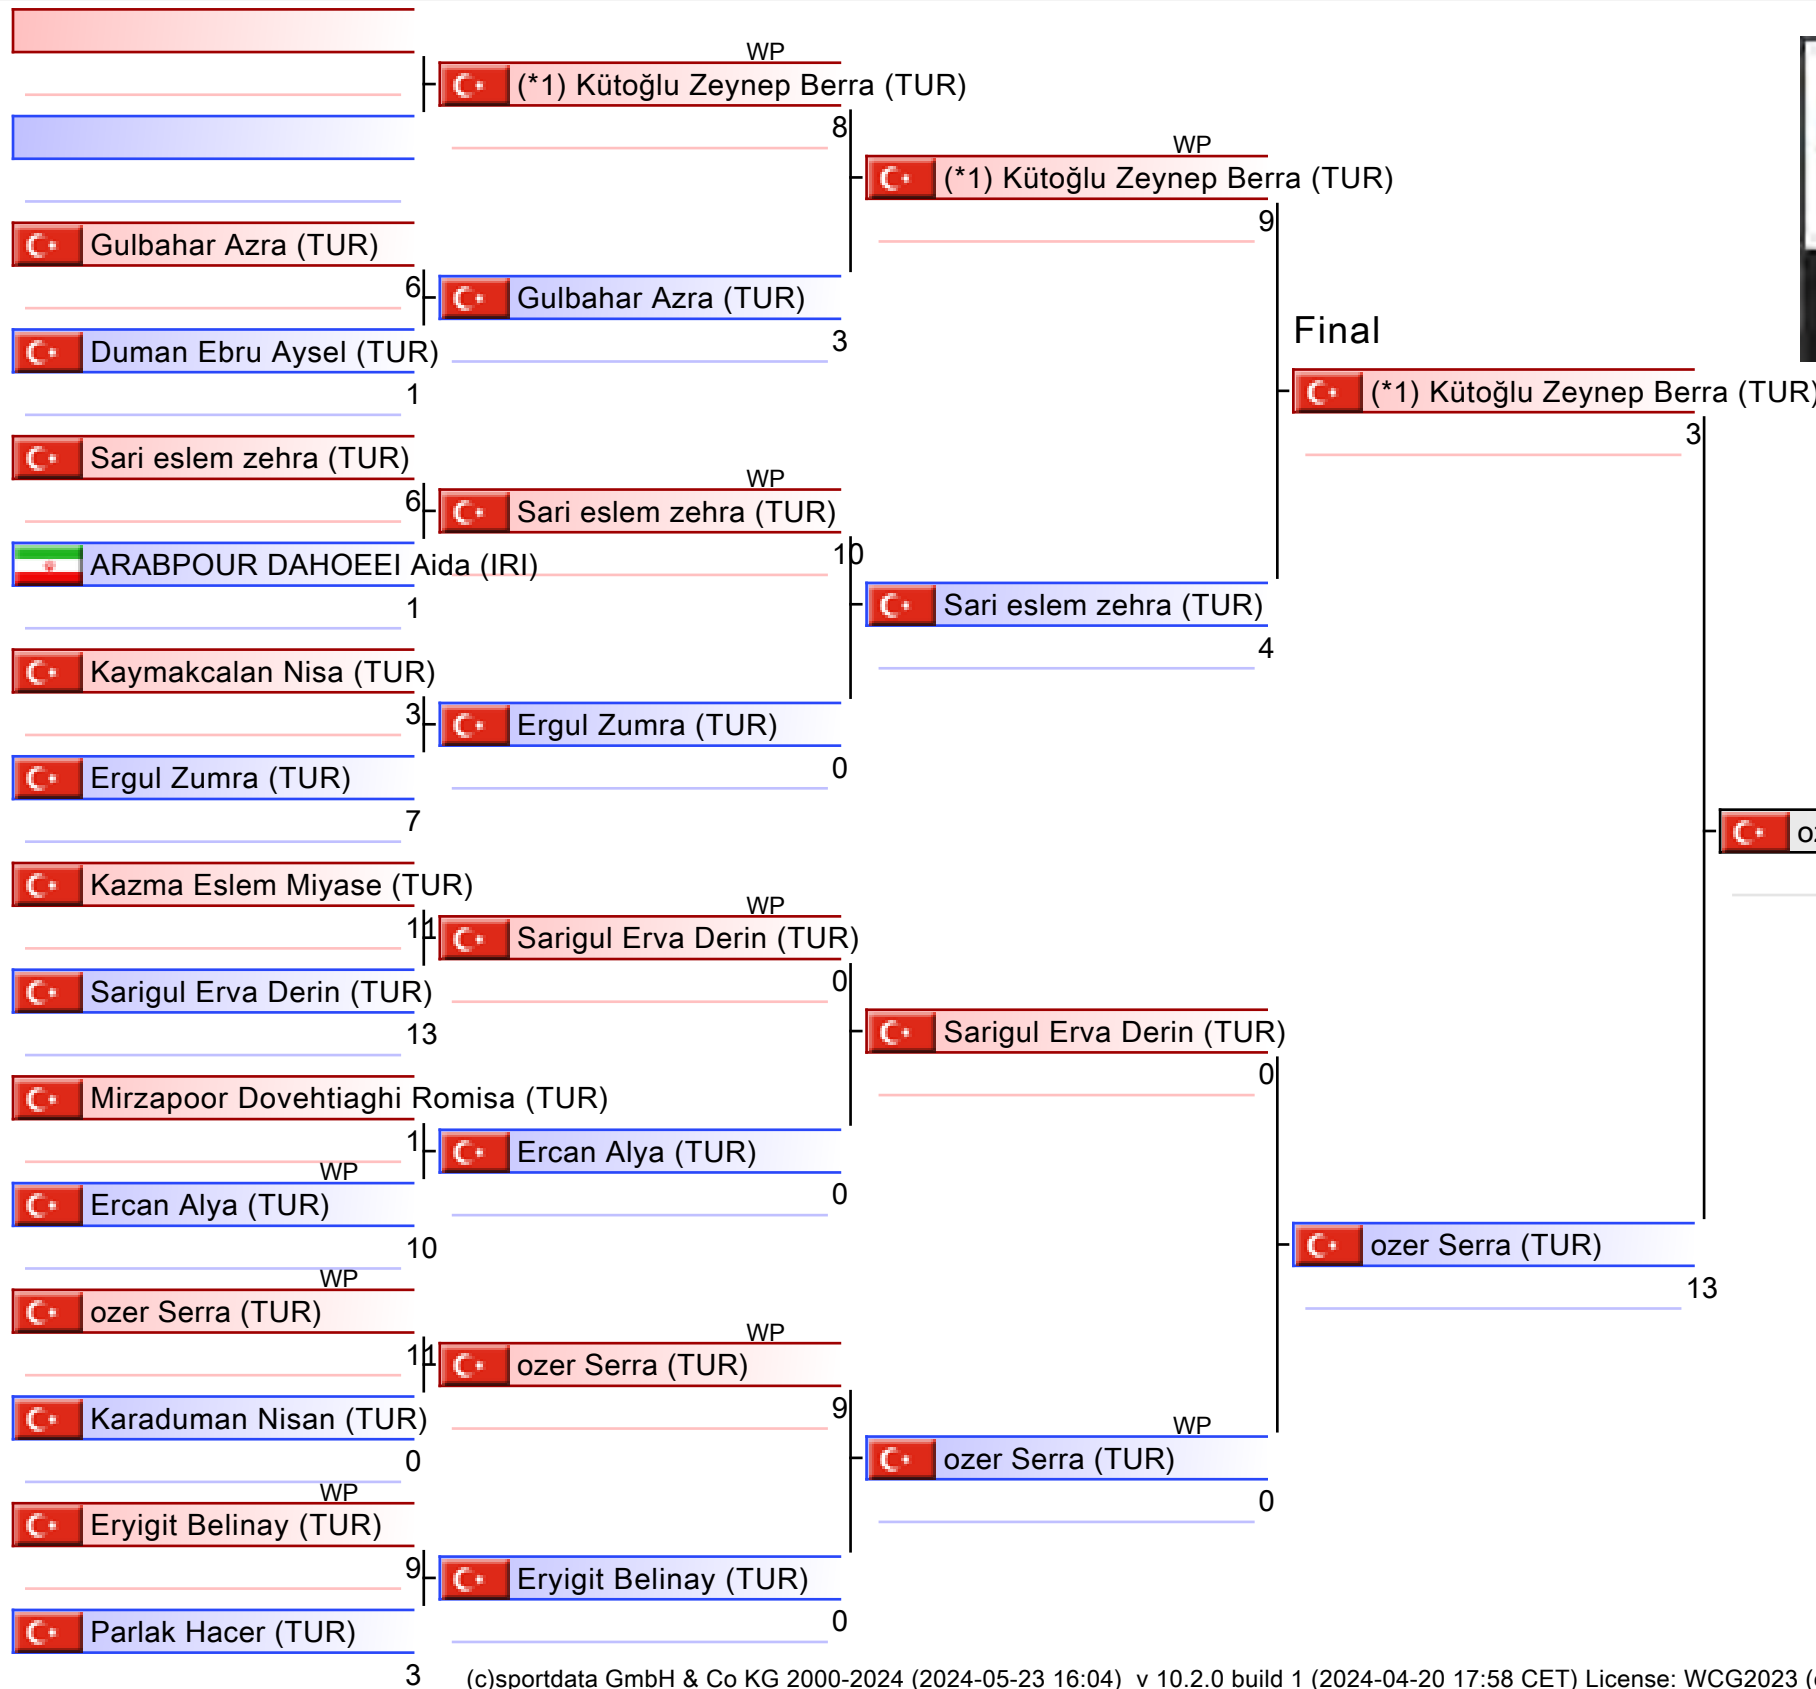 WP
(*1) Kütoğlu Zeynep Berra (TUR)
8
WP
(*1) Kütoğlu Zeynep Berra (TUR)
9
Gulbahar Azra (TUR)
6
Gulbahar Azra (TUR)
3
Duman Ebru Aysel (TUR)
1
Final
(*1) Kütoğlu Zeynep Berra (TUR)
3
Sari eslem zehra (TUR)
6
WP
Sari eslem zehra (TUR)
10
ARABPOUR DAHOEEI Aida (IRI)
1
Sari eslem zehra (TUR)
4
Kaymakcalan Nisa (TUR)
3
Ergul Zumra (TUR)
0
Ergul Zumra (TUR)
7
Kazma Eslem Miyase (TUR)
11
WP
Sarigul Erva Derin (TUR)
0
Sarigul Erva Derin (TUR)
13
Sarigul Erva Derin (TUR)
0
Mirzapoor Dovehtiaghi Romisa (TUR)
1
Ercan Alya (TUR)
0
WP
Ercan Alya (TUR)
10
ozer Serra (TUR)
13
WP
ozer Serra (TUR)
11
WP
ozer Serra (TUR)
9
Karaduman Nisan (TUR)
0
WP
ozer Serra (TUR)
0
WP
Eryigit Belinay (TUR)
9
Eryigit Belinay (TUR)
0
Parlak Hacer (TUR)
3
(c)sportdata GmbH & Co KG 2000-2024 (2024-05-23 16:04) v 10.2.0 build 1 (2024-04-20 17:58 CET) License: WCG2023